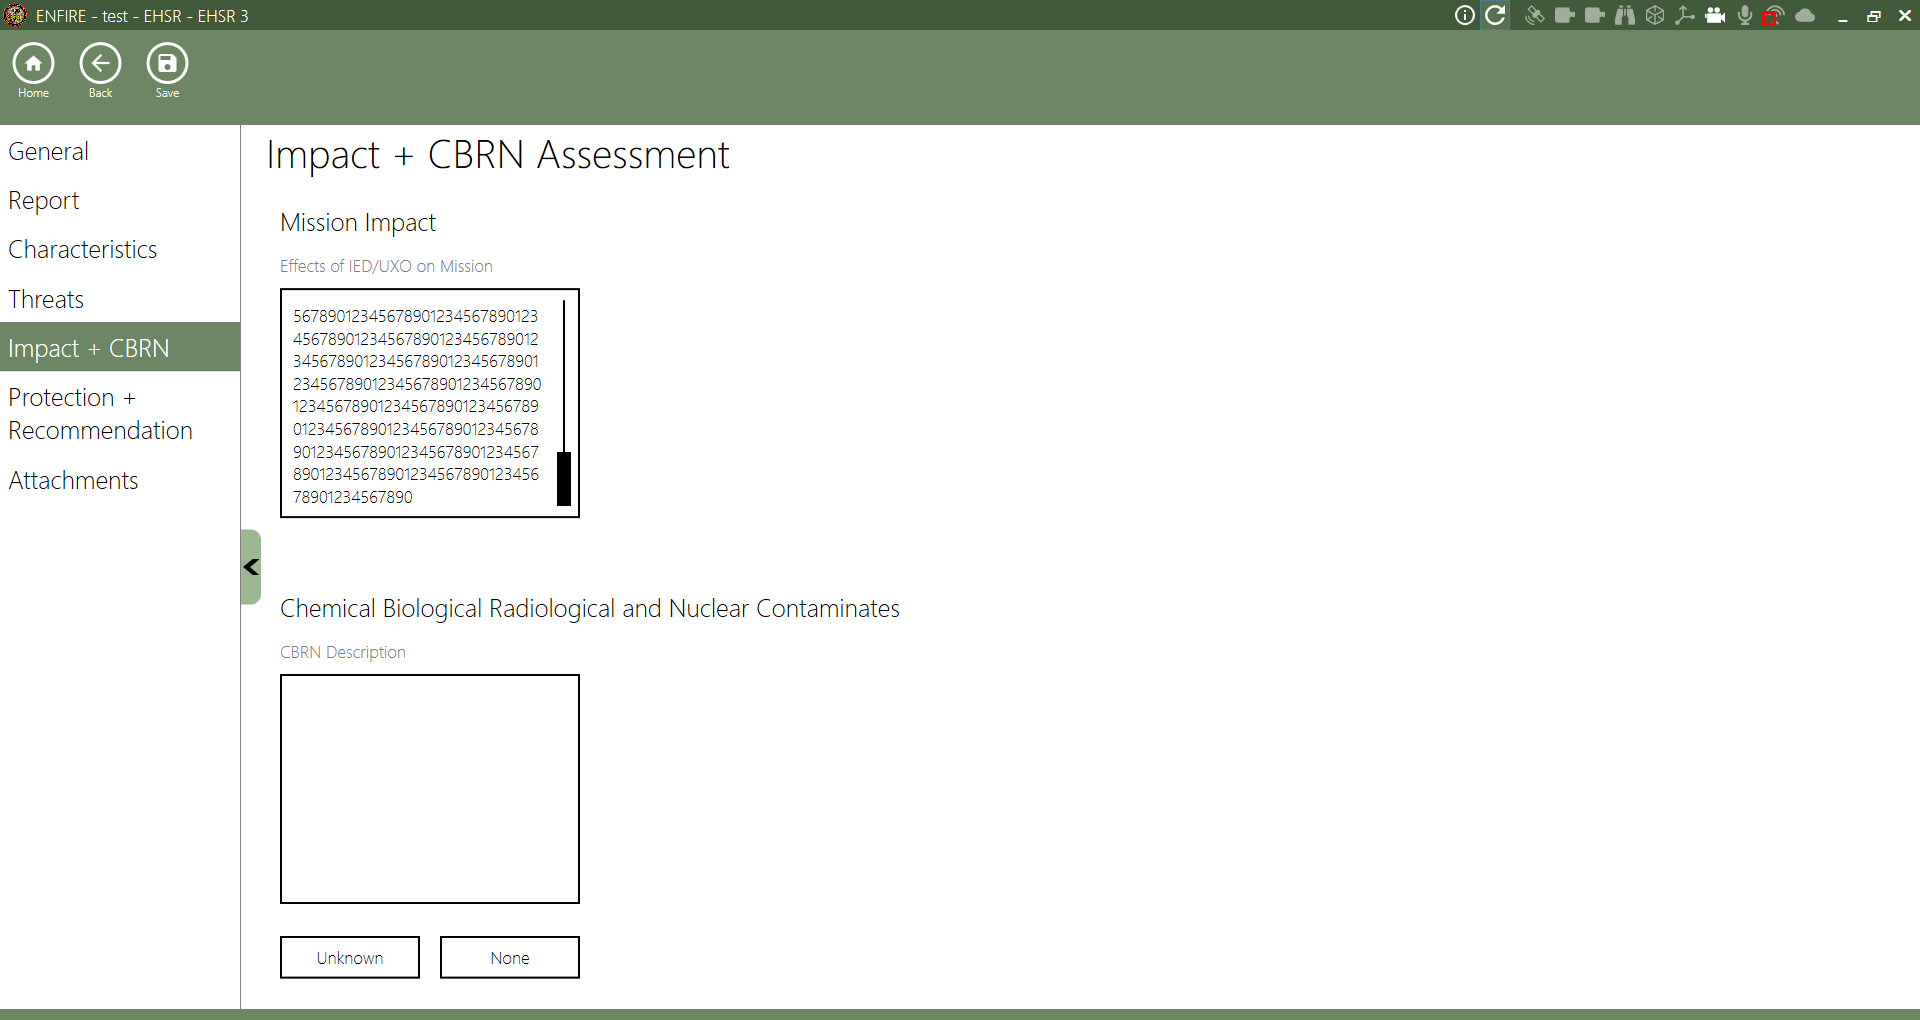 ENFIRE - test - EHSR - EHSR 3
Home
Back
Save
General
Report
Characteristics
Threats
Impact + CBRN
Protection +
Recommendation
Attachments
Impact + CBRN Assessment
Mission Impact
Effects of IED/UXO on Mission
56789012345678901234567890123
4567890123456789012345678901 2
34567890123456789012345678901
23456789012345678901234567890
12345678901234567890123456789
01234567890123456789012345678
90123456789012345678901234567
89012345678901234567890123456
78901234567890
Chemical Biological Radiological and Nuclear Contaminates
CBRN Description
Unknown
None